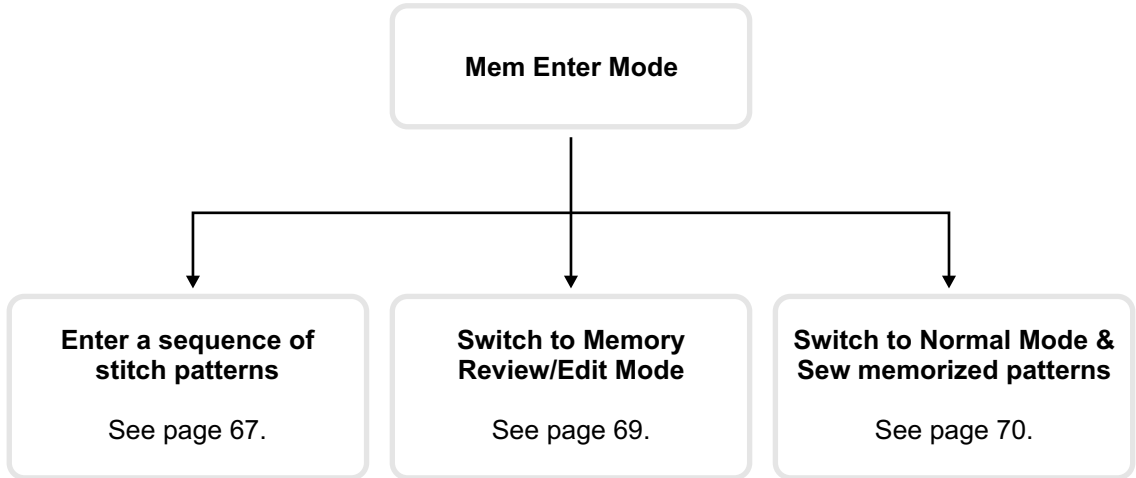 Mem Enter Mode
Enter a sequence of
stitch patterns
See page 67.
Switch to Memory
Review/Edit Mode
See page 69.
Switch to Normal Mode &
Sew memorized patterns
See page 70.